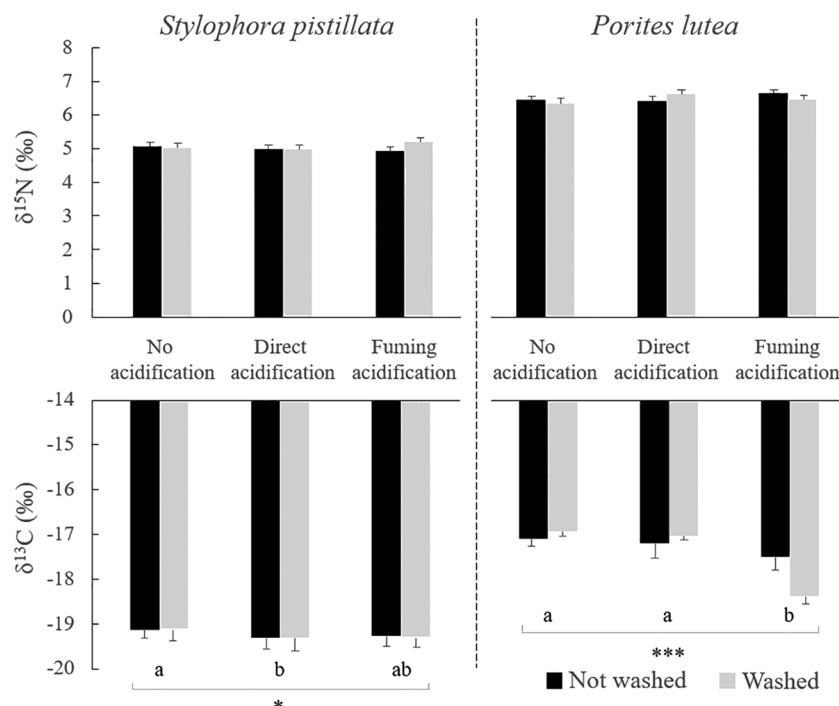 Stylophora pistillata
Porites lutea
δ¹⁵N (‰)
8
7
6
5
4
3
2
1
0
No acidification
Direct acidification
Fuming acidification
No acidification
Direct acidification
Fuming acidification
δ¹³C (‰)
-14
-15
-16
-17
-18
-19
-20
a
b
ab
*
a
a
b
***
Not washed
Washed